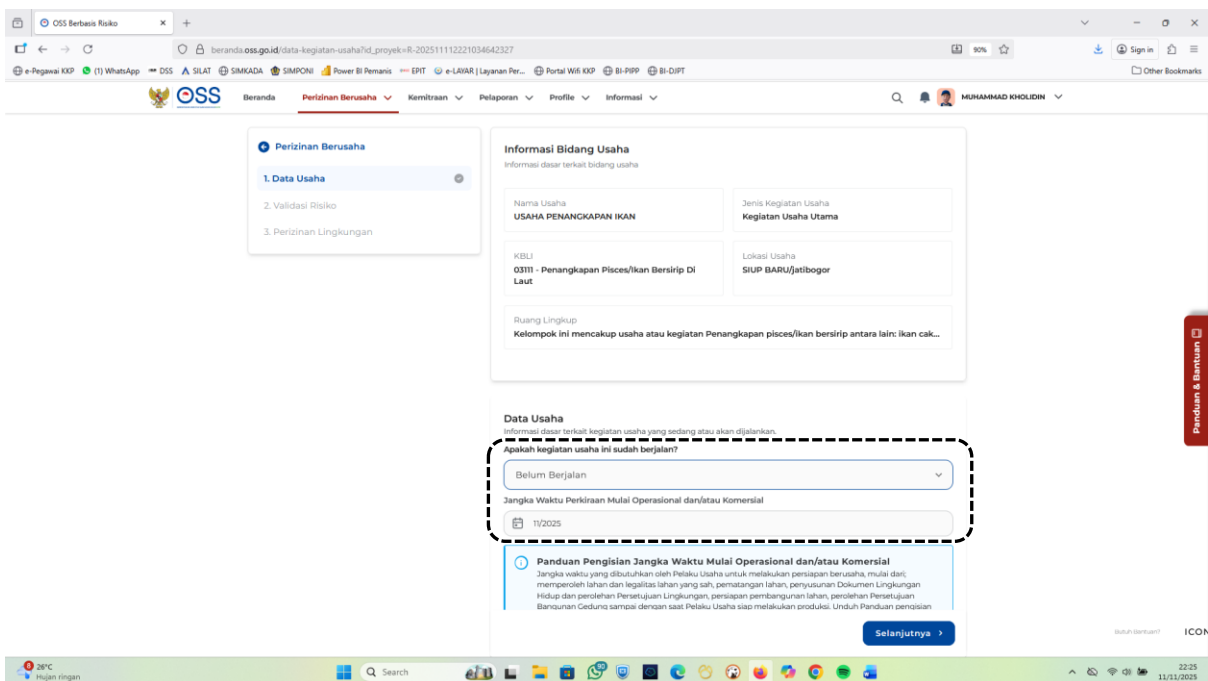 OSS Berbasis Risiko
beranda.oss.go.id/data-kegiatan-usaha?id_proyek=R-202511112221034642327
90%
Sign in
e-Pegawai KKP (1) WhatsApp DSS SILAT SIMKADA SIMPONI Power BI Pemanis EPIT e-LAYAR | Layanan Per... Portal Wifi KKP BI-PIPP BI-DJPT Other Bookmarks
OSS Beranda Perizinan Berusaha Kemitraan Pelaporan Profile Informasi MUHAMMAD KHOLIDIN
Perizinan Berusaha
1. Data Usaha
2. Validasi Risiko
3. Perizinan Lingkungan
Informasi Bidang Usaha
Informasi dasar terkait bidang usaha
Nama Usaha
USAHA PENANGKAPAN IKAN
Jenis Kegiatan Usaha
Kegiatan Usaha Utama
KBLI
03111 - Penangkapan Pisces/Ikan Bersirip Di
Laut
Lokasi Usaha
SIUP BARU/jatibogor
Ruang Lingkup
Kelompok ini mencakup usaha atau kegiatan Penangkapan pisces/ikan bersirip antara lain: ikan cak...
Panduan & Bantuan
Data Usaha
Informasi dasar terkait kegiatan usaha yang sedang atau akan dijalankan.
Apakah kegiatan usaha ini sudah berjalan?
Belum Berjalan
Jangka Waktu Perkiraan Mulai Operasional dan/atau Komersial
11/2025
Panduan Pengisian Jangka Waktu Mulai Operasional dan/atau Komersial
Jangka waktu yang dibutuhkan oleh Pelaku Usaha untuk melakukan persiapan berusaha, mulai dari;
memperoleh lahan dan legalitas lahan yang sah, pematangan lahan, penyusunan Dokumen Lingkungan
Hidup dan perolehan Persetujuan Lingkungan, persiapan pembangunan lahan, perolehan Persetujuan
Bangunan Gedung sampai dengan saat Pelaku Usaha siap melakukan produksi. Unduh Panduan pengisian
Selanjutnya
Butuh Bantuan?
ICON
8
26°C
Hujan ringan
Search
22:25
11/11/2025